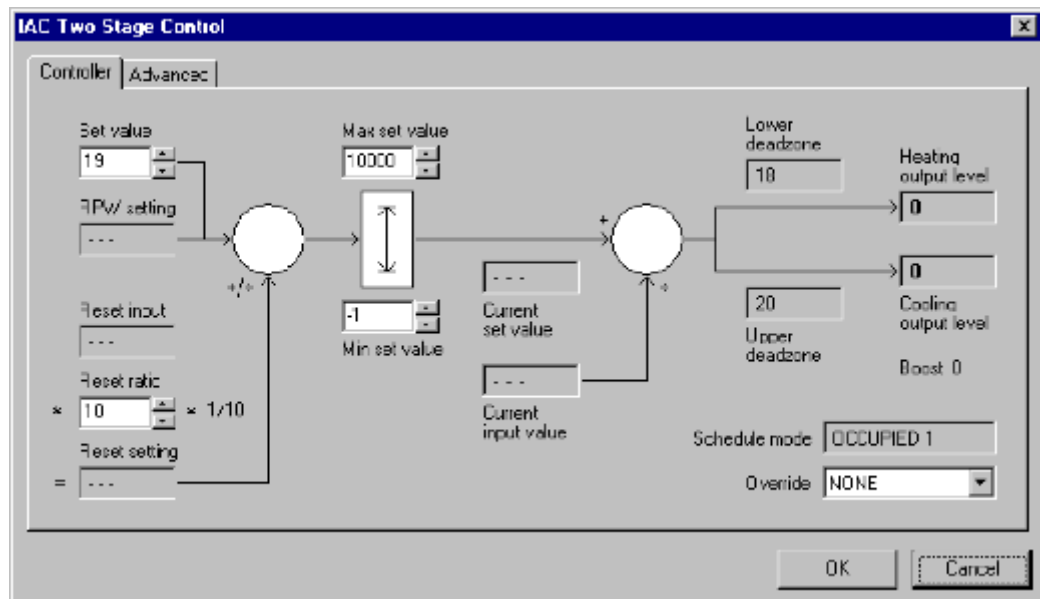 IAC Two Stage Control
Controller
Advanced
Set value
19
RPW setting
- - -
+/+
Reset input
- - -
Reset ratio
* 10 * 1/10
Reset setting
= - - -
Max set value
10000
-1
Min set value
- - -
Current
set value
- - -
Current
input value
+
+
Lower
deadzone
18
20
Upper
deadzone
Heating
output level
0
0
Cooling
output level
Boost 0
Schedule mode OCCUPIED 1
Override NONE
OK
Cancel